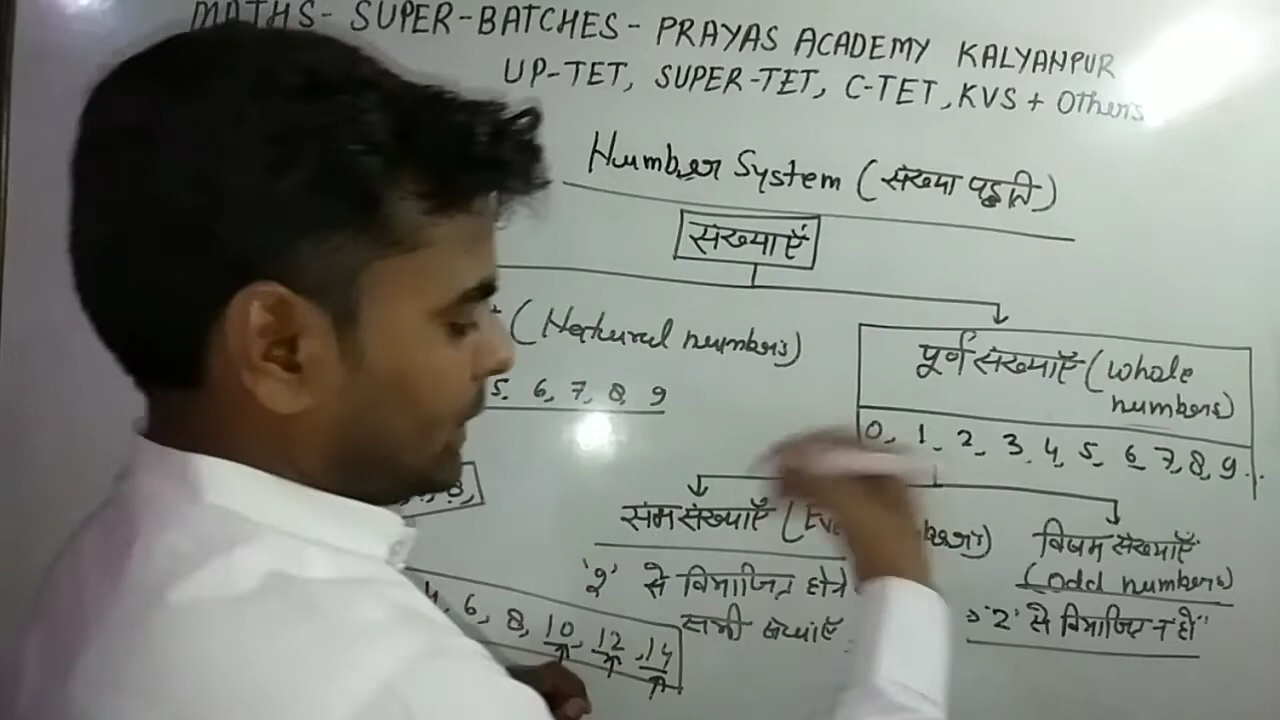 MATHS- SUPER-BATCHES- PRAYAS ACADEMY KALYANPUR
UP-TET, SUPER-TET, C-TET, KVS + Others
Number System (संख्या पद्धति)
संख्याएँ
(Natural numbers)
5, 6, 7, 8, 9
पूर्ण संख्याएँ (whole
numbers)
0, 1, 2, 3, 4, 5, 6, 7, 8, 9..
सम संख्याएँ
'2' से विभाजित होने
सभी
4, 6, 8, 10, 12, 14
विषम संख्याएँ
(odd numbers)
'2' से विभाजित न हो"